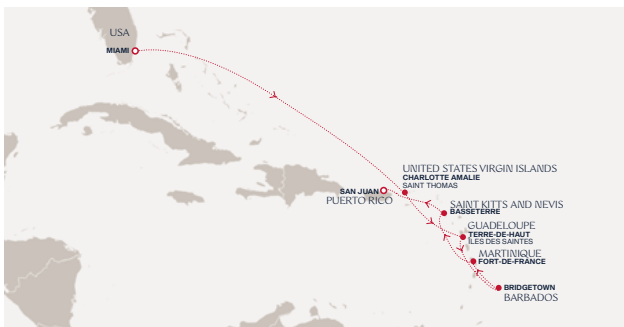 USA
MIAMI
UNITED STATES VIRGIN ISLANDS
CHARLOTTE AMALIE
SAINT THOMAS
SAN JUAN
PUERTO RICO
SAINT KITTS AND NEVIS
BASSETERRE
GUADELOUPE
TERRE-DE-HAUT
ÎLES DES SAINTES
MARTINIQUE
FORT-DE-FRANCE
BRIDGETOWN
BARBADOS